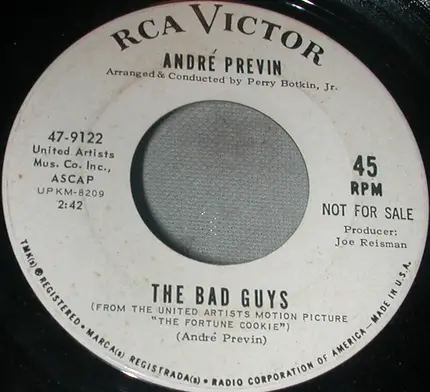 RCA VICTOR
ANDRÉ PREVIN
Arranged & Conducted by Perry Botkin, Jr.
47-9122
United Artists
Mus. Co. Inc.,
ASCAP
UPKM-8209
2:42
45
RPM
NOT FOR SALE
Producer:
Joe Reisman
THE BAD GUYS
(FROM THE UNITED ARTISTS MOTION PICTURE
"THE FORTUNE COOKIE")
(André Previn)
TMK(s) ® REGISTERED • MARCA(s) REGISTRADA(s) • RADIO CORPORATION OF AMERICA—MADE IN U.S.A.